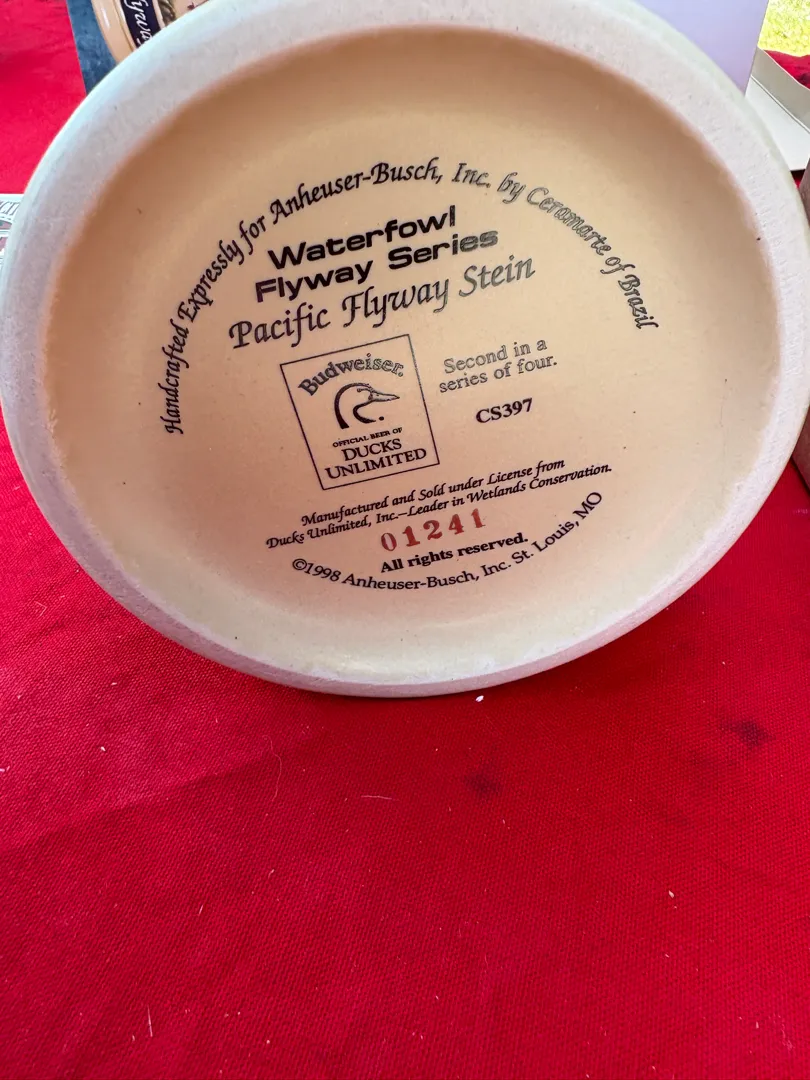 Handcrafted Expressly for Anheuser-Busch, Inc. by Ceramarte of Brazil
Waterfowl
Flyway Series
Pacific Flyway Stein
Budweiser.
OFFICIAL BEER OF
DUCKS
UNLIMITED
Second in a
series of four.
CS397
Manufactured and Sold under License from
Ducks Unlimited, Inc.—Leader in Wetlands Conservation.
01241
All rights reserved.
©1998 Anheuser-Busch, Inc. St. Louis, MO